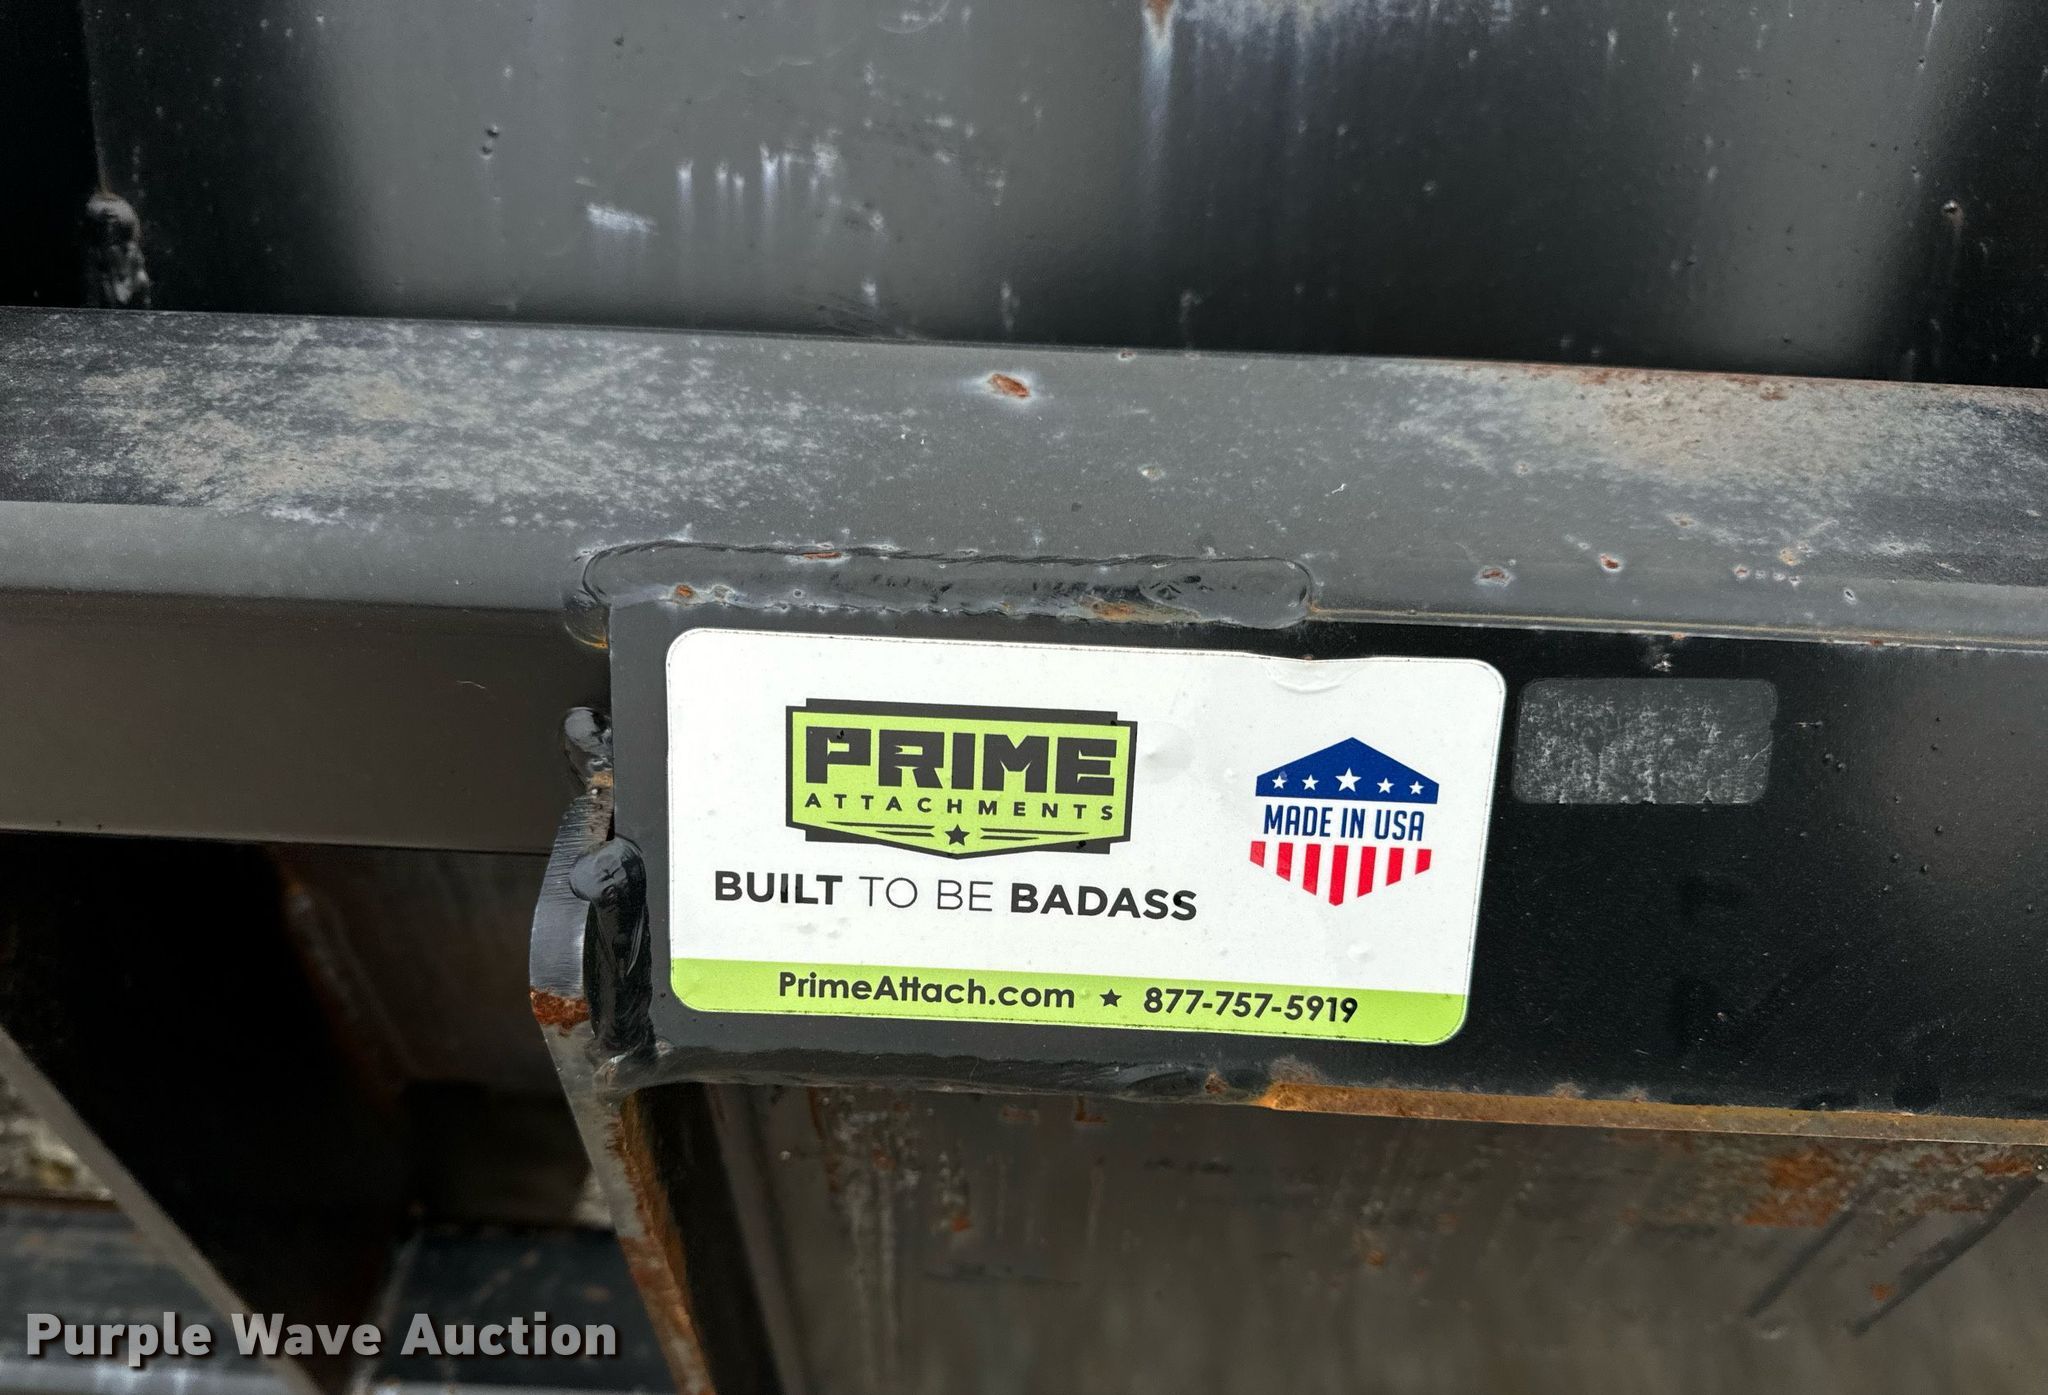 PRIME
ATTACHMENTS
BUILT TO BE BADASS
MADE IN USA
PrimeAttach.com ★ 877-757-5919
Purple Wave Auction